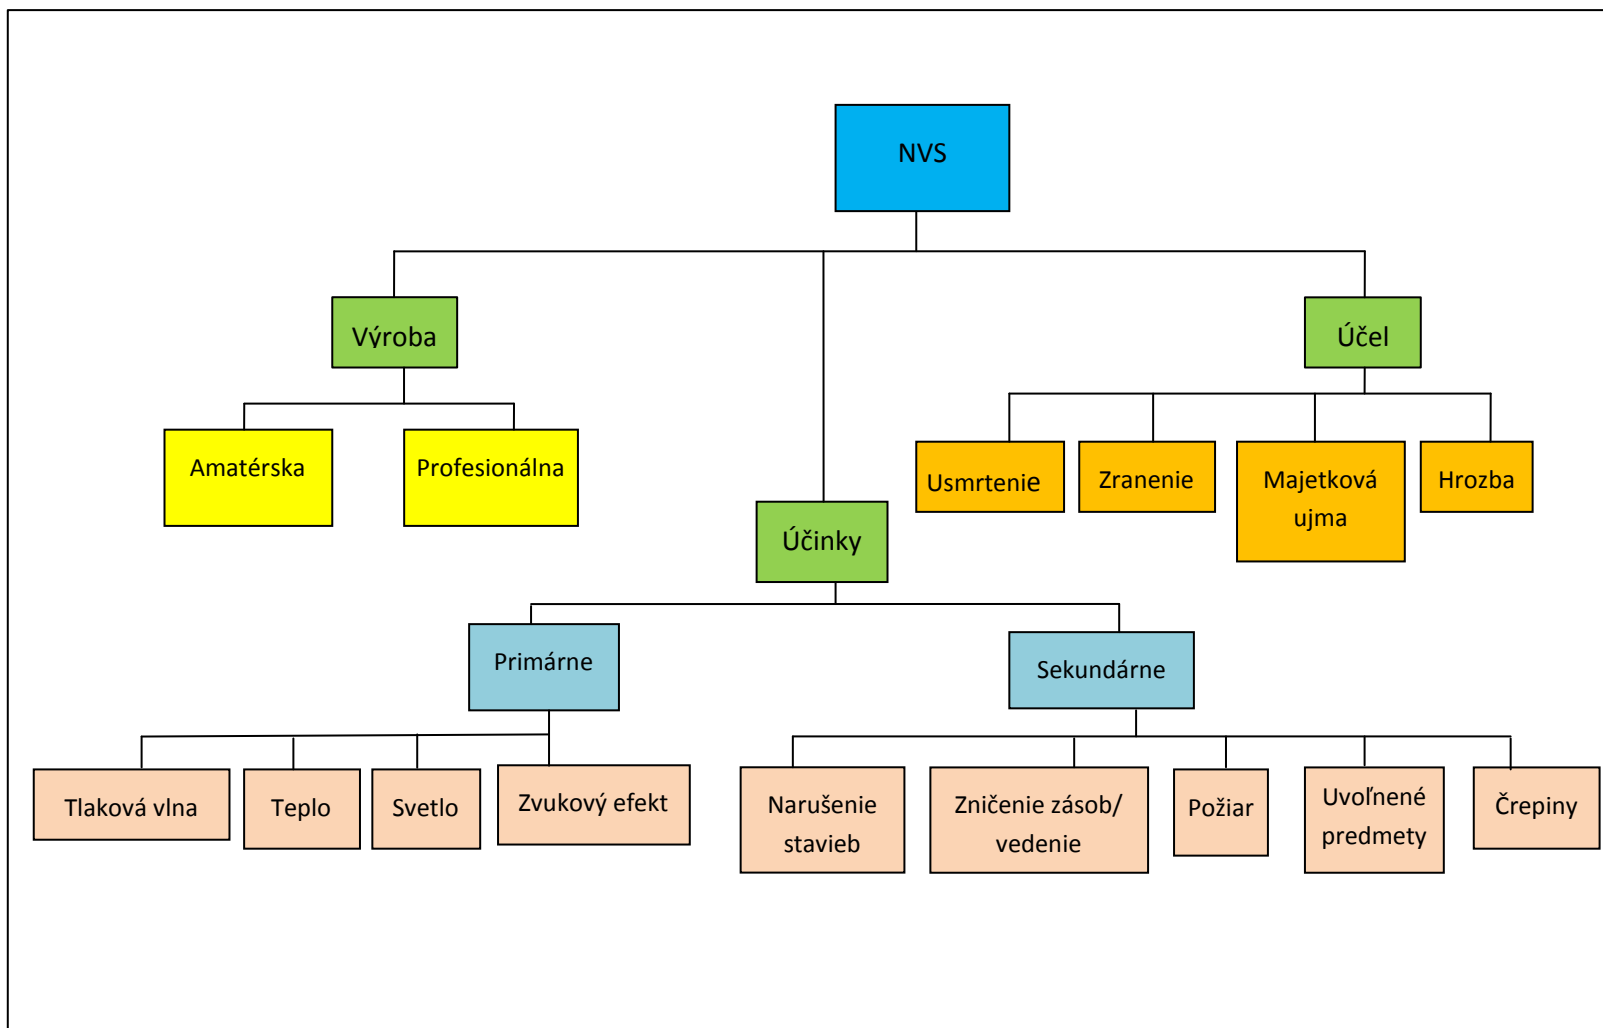 NVS
Výroba
Účel
Amatérska
Profesionálna
Usmrtenie
Zranenie
Majetková
ujma
Hrozba
Účinky
Primárne
Sekundárne
Tlaková vlna
Teplo
Svetlo
Zvukový efekt
Narušenie
stavieb
Zničenie zásob/
vedenie
Požiar
Uvoľnené
predmety
Črepiny